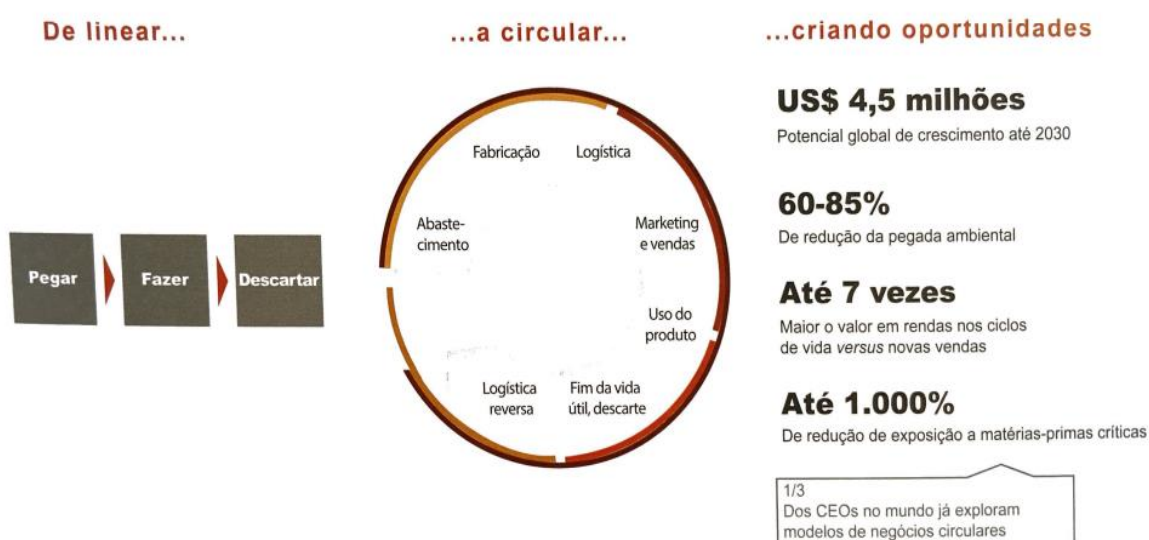 De linear...
...a circular...
...criando oportunidades
Pegar
Fazer
Descartar
Fabricação
Logística
Abaste-
cimento
Marketing
e vendas
Uso do
produto
Logística
reversa
Fim da vida
útil, descarte
US$ 4,5 milhões
Potencial global de crescimento até 2030
60-85%
De redução da pegada ambiental
Até 7 vezes
Maior o valor em rendas nos ciclos
de vida versus novas vendas
Até 1.000%
De redução de exposição a matérias-primas críticas
1/3
Dos CEOs no mundo já exploram
modelos de negócios circulares